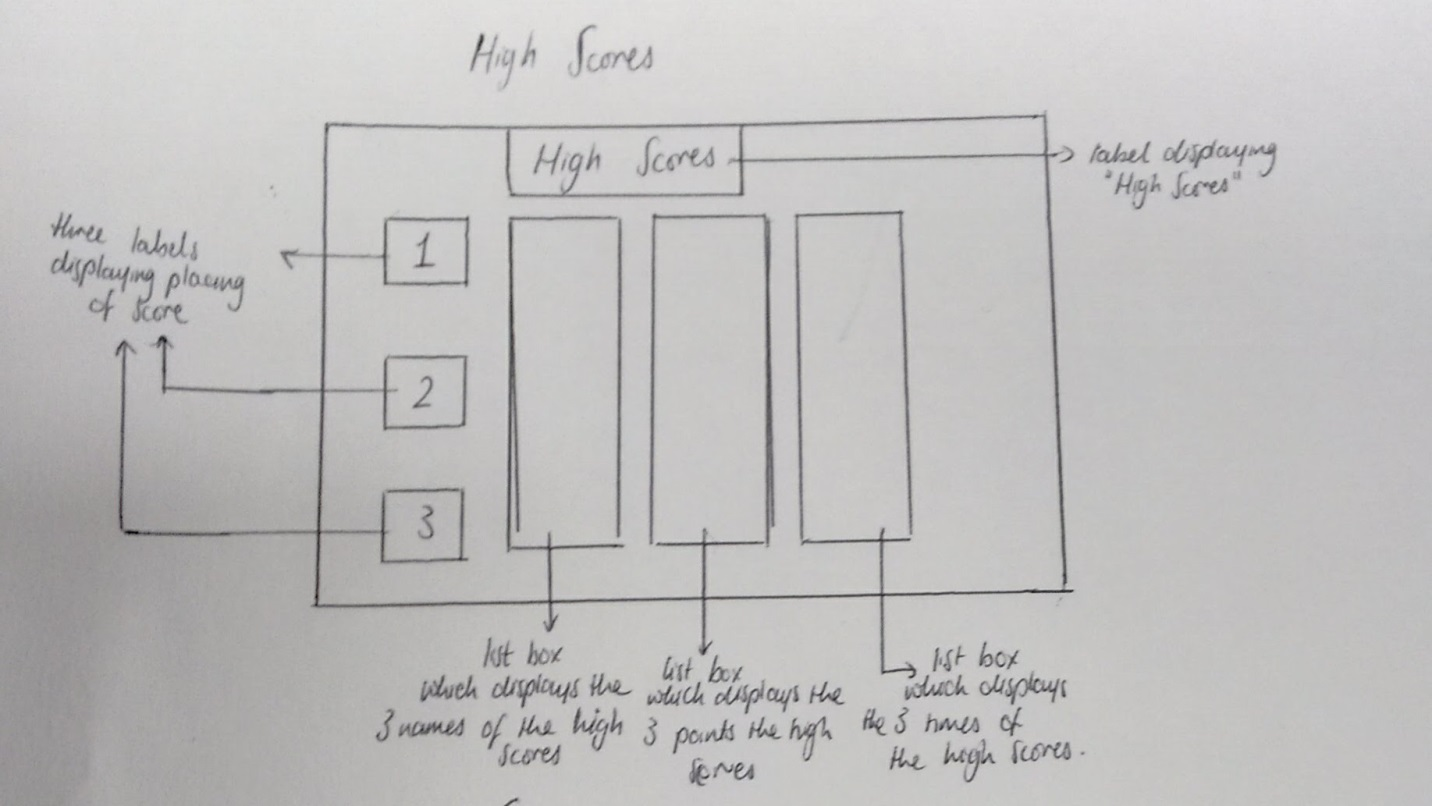 High Scores
High Scores
label displaying
"High Scores"
three labels
displaying placing
of score
1
2
3
list box
which displays the
3 names of the high
scores
list box
which displays the
3 points the high
scores
list box
which displays
the 3 times of
the high scores.